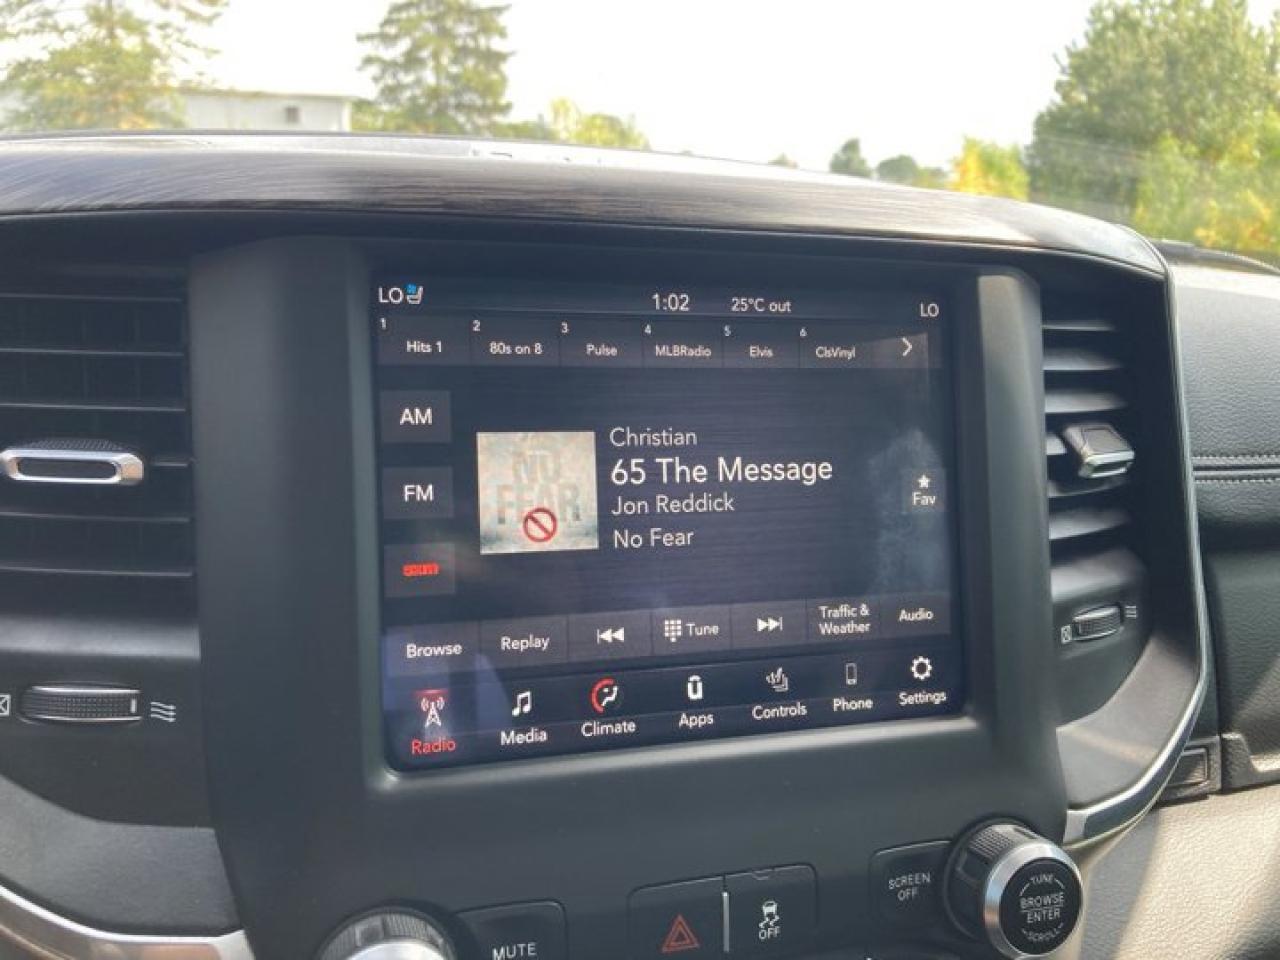 LO 1:02 25°C out LO
1 Hits 1 2 80s on 8 3 Pulse 4 MLBRadio 5 Elvis 6 ClsVinyl
AM
FM
NO
FEAR
Christian
65 The Message
Jon Reddick
No Fear
Fav
Browse Replay Tune Traffic & Weather Audio
Radio Media Climate Apps Controls Phone Settings
MUTE
OFF
SCREEN
OFF
TUNE
BROWSE
ENTER
SCROLL